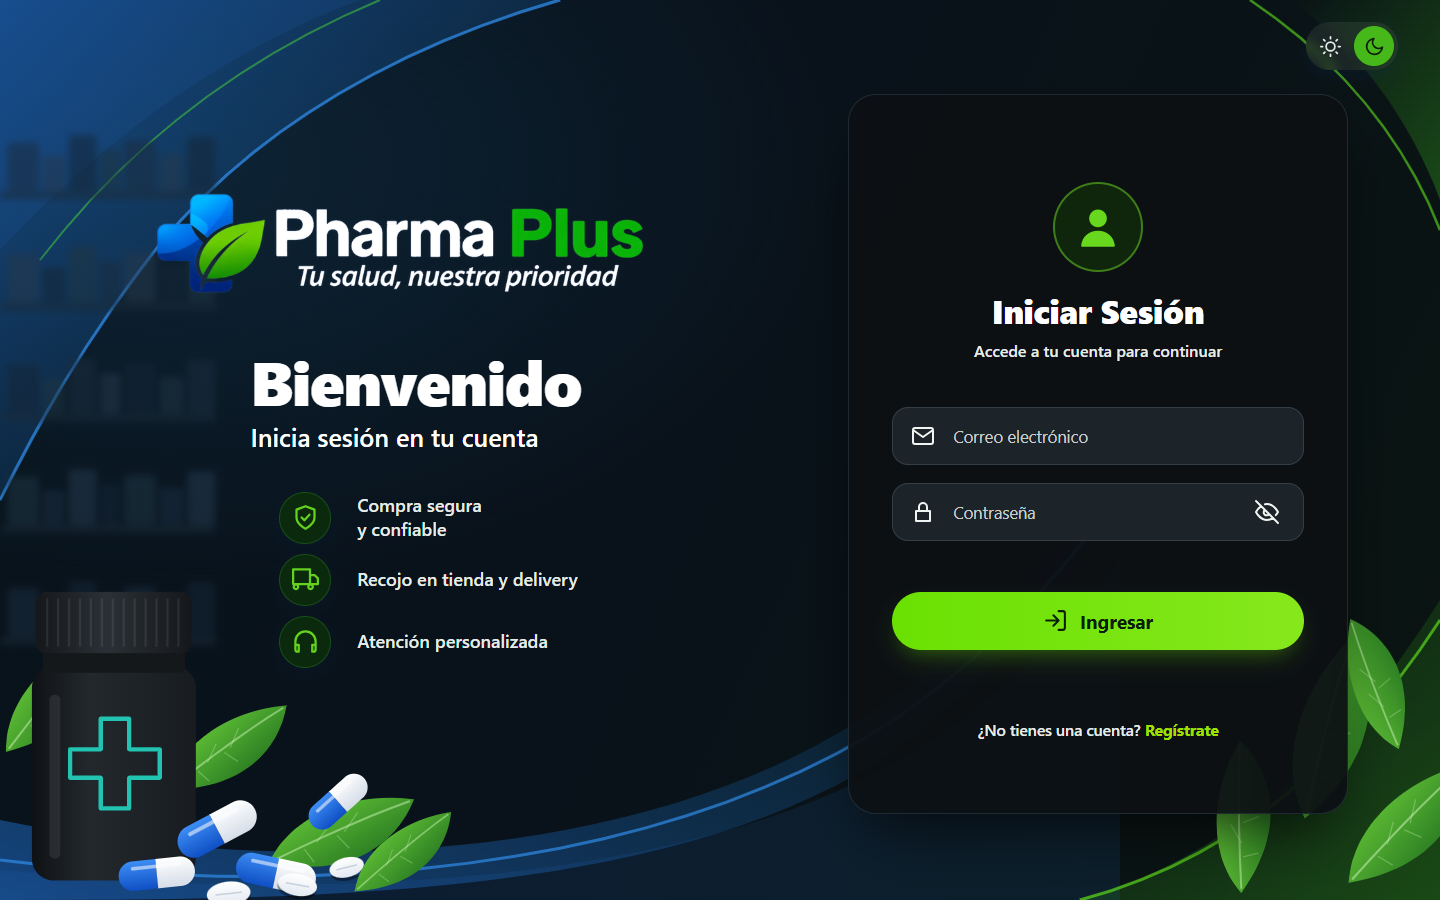 Pharma Plus
Tu salud, nuestra prioridad
Bienvenido
Inicia sesión en tu cuenta
Compra segura
y confiable
Recojo en tienda y delivery
Atención personalizada
Iniciar Sesión
Accede a tu cuenta para continuar
Correo electrónico
Contraseña
Ingresar
¿No tienes una cuenta? Regístrate